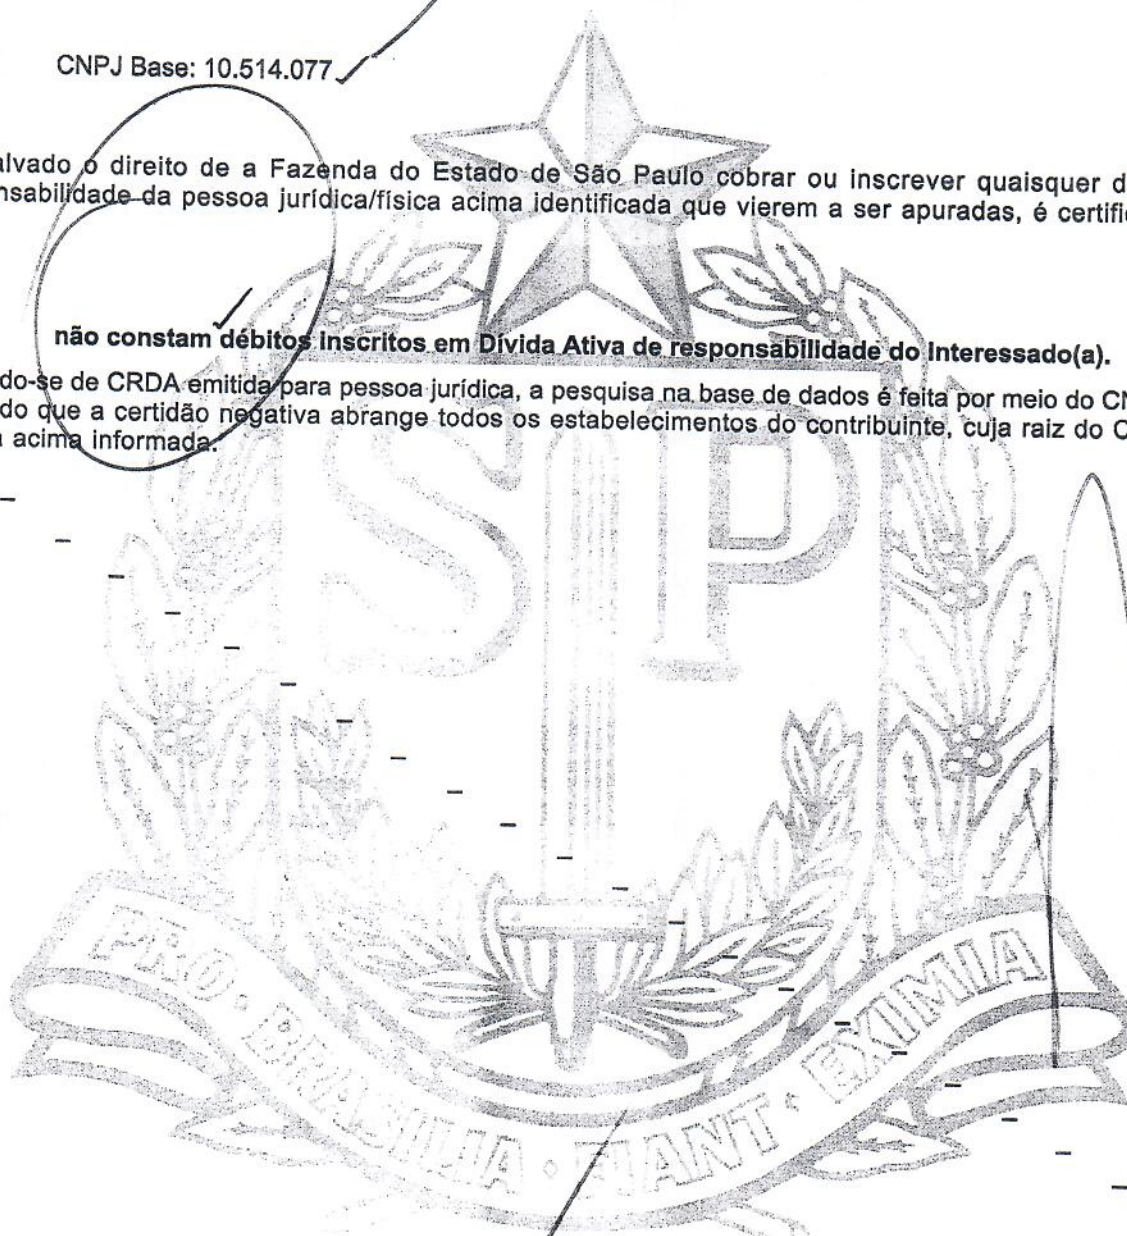 CNPJ Base: 10.514.077
alvado o direito de a Fazenda do Estado de São Paulo cobrar ou inscrever quaisquer d
nsabilidade da pessoa jurídica/física acima identificada que vierem a ser apuradas, é certifi
não constam débitos inscritos em Dívida Ativa de responsabilidade do Interessado(a).
do-se de CRDA emitida para pessoa jurídica, a pesquisa na base de dados é feita por meio do CN
do que a certidão negativa abrange todos os estabelecimentos do contribuinte, cuja raiz do C
a acima informada.
SP
PRO · BRASILIA · FIANT · EXIMIA